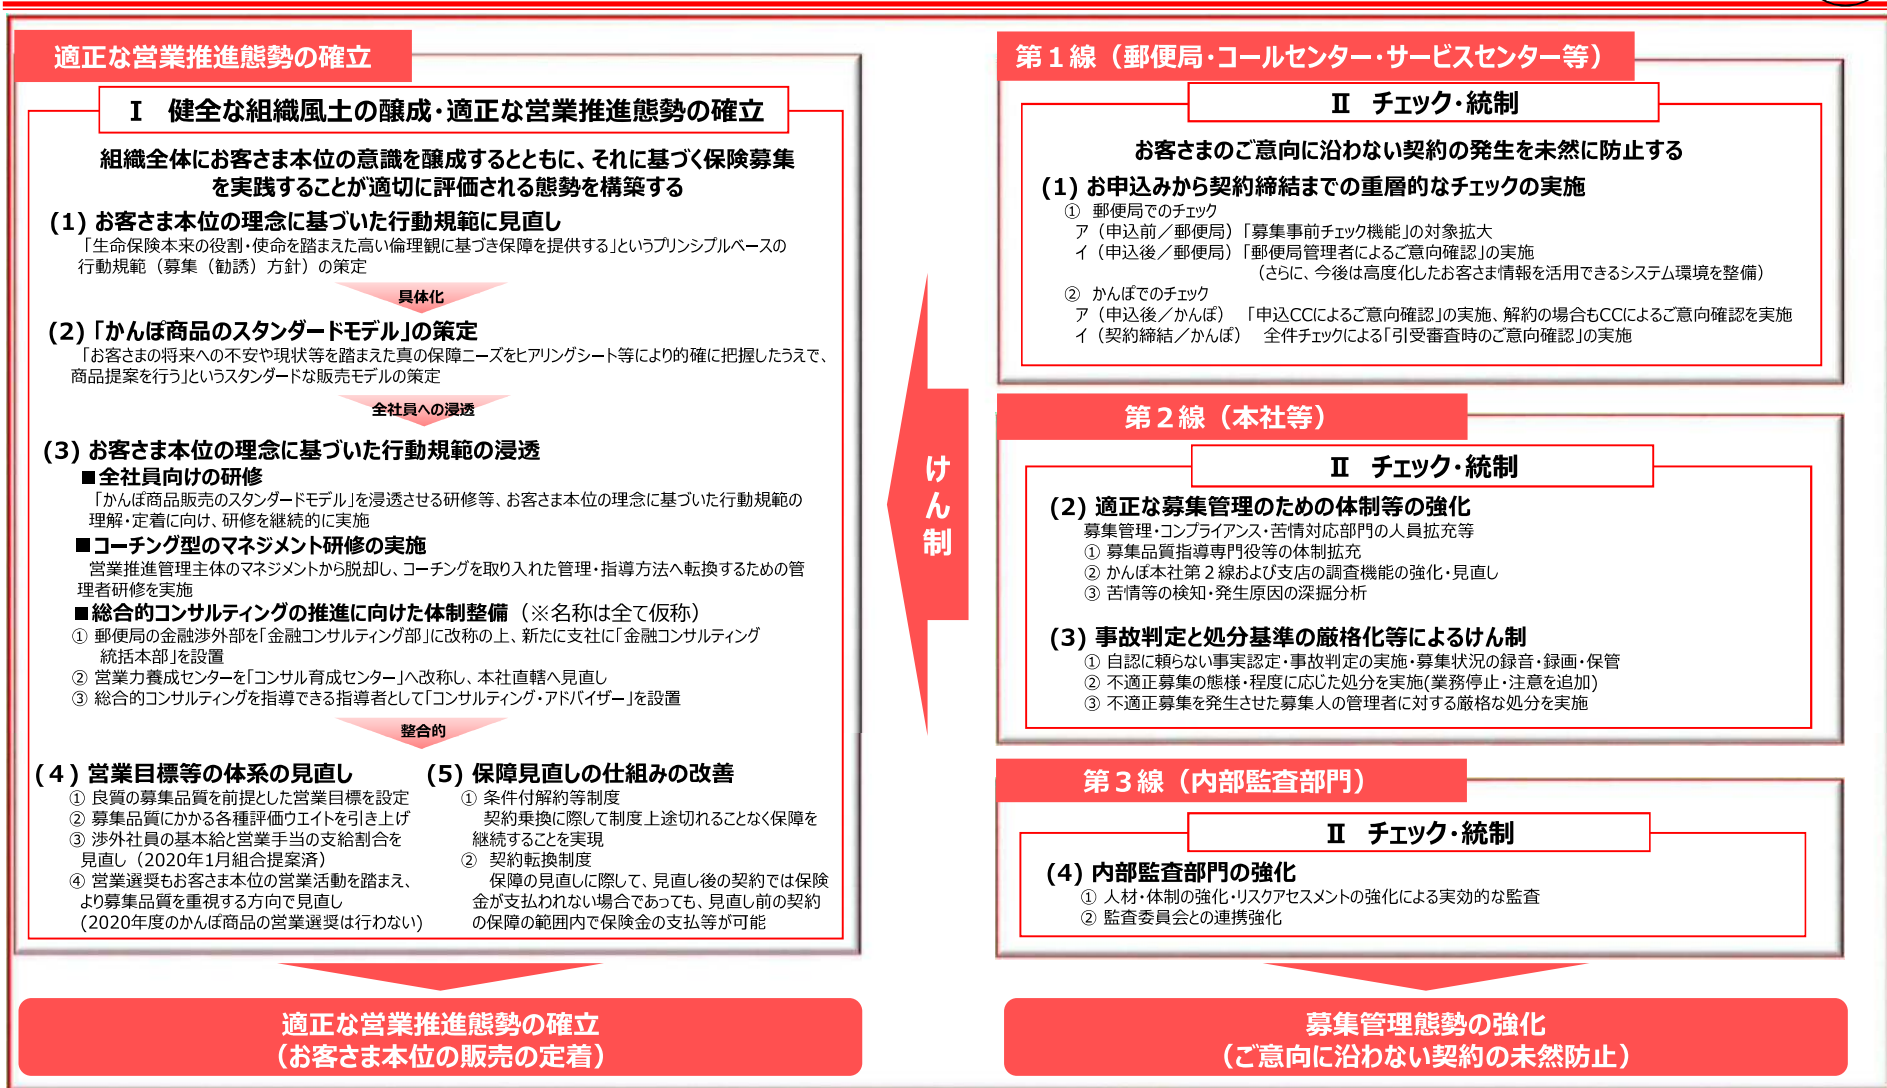 適正な営業推進態勢の確立
Ⅰ 健全な組織風土の醸成・適正な営業推進態勢の確立
組織全体にお客さま本位の意識を醸成するとともに、それに基づく保険募集
を実践することが適切に評価される態勢を構築する
(1) お客さま本位の理念に基づいた行動規範に見直し
「生命保険本来の役割・使命を踏まえた高い倫理観に基づき保障を提供する」というプリンシプルベースの
行動規範（募集（勧誘）方針）の策定
具体化
(2)「かんぽ商品のスタンダードモデル」の策定
「お客さまの将来への不安や現状等を踏まえた真の保障ニーズをヒアリングシート等により的確に把握したうえで、
商品提案を行う」というスタンダードな販売モデルの策定
全社員への浸透
(3) お客さま本位の理念に基づいた行動規範の浸透
■全社員向けの研修
「かんぽ商品販売のスタンダードモデル」を浸透させる研修等、お客さま本位の理念に基づいた行動規範の
理解・定着に向け、研修を継続的に実施
■コーチング型のマネジメント研修の実施
営業推進管理主体のマネジメントから脱却し、コーチングを取り入れた管理・指導方法へ転換するための管
理者研修を実施
■総合的コンサルティングの推進に向けた体制整備（※名称は全て仮称）
① 郵便局の金融渉外部を「金融コンサルティング部」に改称の上、新たに支社に「金融コンサルティング
統括本部」を設置
② 営業力養成センターを「コンサル育成センター」へ改称し、本社直轄へ見直し
③ 総合的コンサルティングを指導できる指導者として「コンサルティング・アドバイザー」を設置
整合的
(4) 営業目標等の体系の見直し
① 良質の募集品質を前提とした営業目標を設定
② 募集品質にかかる各種評価ウエイトを引き上げ
③ 渉外社員の基本給と営業手当の支給割合を
見直し（2020年1月組合提案済）
④ 営業選奨もお客さま本位の営業活動を踏まえ、
より募集品質を重視する方向で見直し
(2020年度のかんぽ商品の営業選奨は行わない)
(5) 保障見直しの仕組みの改善
① 条件付解約等制度
契約乗換に際して制度上途切れることなく保障を
継続することを実現
② 契約転換制度
保障の見直しに際して、見直し後の契約では保険
金が支払われない場合であっても、見直し前の契約
の保障の範囲内で保険金の支払等が可能
適正な営業推進態勢の確立
（お客さま本位の販売の定着）
けん制
第１線（郵便局・コールセンター・サービスセンター等）
Ⅱ チェック・統制
お客さまのご意向に沿わない契約の発生を未然に防止する
(1) お申込みから契約締結までの重層的なチェックの実施
① 郵便局でのチェック
ア（申込前／郵便局）「募集事前チェック機能」の対象拡大
イ（申込後／郵便局）「郵便局管理者によるご意向確認」の実施
（さらに、今後は高度化したお客さま情報を活用できるシステム環境を整備）
② かんぽでのチェック
ア（申込後／かんぽ） 「申込CCによるご意向確認」の実施、解約の場合もCCによるご意向確認を実施
イ（契約締結／かんぽ） 全件チェックによる「引受審査時のご意向確認」の実施
第２線（本社等）
Ⅱ チェック・統制
(2) 適正な募集管理のための体制等の強化
募集管理・コンプライアンス・苦情対応部門の人員拡充等
① 募集品質指導専門役等の体制拡充
② かんぽ本社第２線および支店の調査機能の強化・見直し
③ 苦情等の検知・発生原因の深掘分析
(3) 事故判定と処分基準の厳格化等によるけん制
① 自認に頼らない事実認定・事故判定の実施・募集状況の録音・録画・保管
② 不適正募集の態様・程度に応じた処分を実施(業務停止・注意を追加)
③ 不適正募集を発生させた募集人の管理者に対する厳格な処分を実施
第３線（内部監査部門）
Ⅱ チェック・統制
(4) 内部監査部門の強化
① 人材・体制の強化・リスクアセスメントの強化による実効的な監査
② 監査委員会との連携強化
募集管理態勢の強化
（ご意向に沿わない契約の未然防止）